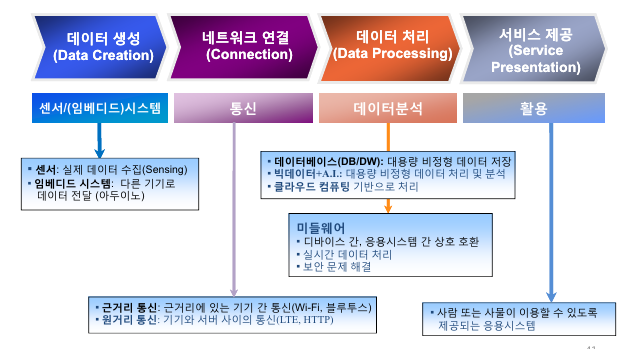 데이터 생성
(Data Creation)
네트워크 연결
(Connection)
데이터 처리
(Data Processing)
서비스 제공
(Service
Presentation)
센서/(임베디드)시스템
통신
데이터분석
활용
▪ 센서: 실제 데이터 수집(Sensing)
▪ 임베디드 시스템: 다른 기기로
데이터 전달 (아두이노)
▪ 데이터베이스(DB/DW): 대용량 비정형 데이터 저장
▪ 빅데이터+A.I.: 대용량 비정형 데이터 처리 및 분석
▪ 클라우드 컴퓨팅 기반으로 처리
미들웨어
▪ 디바이스 간, 응용시스템 간 상호 호환
▪ 실시간 데이터 처리
▪ 보안 문제 해결
▪ 근거리 통신: 근거리에 있는 기기 간 통신(Wi-Fi, 블루투스)
▪ 원거리 통신: 기기와 서버 사이의 통신(LTE, HTTP)
▪ 사람 또는 사물이 이용할 수 있도록
제공되는 응용시스템